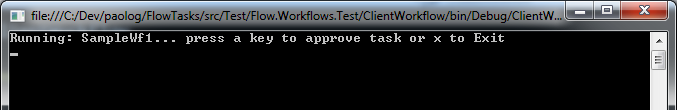 file:///C:/Dev/paolog/FlowTasks/src/Test/Flow.Workflows.Test/ClientWorkflow/bin/Debug/ClientW...
Running: SampleWf1... press a key to approve task or x to Exit